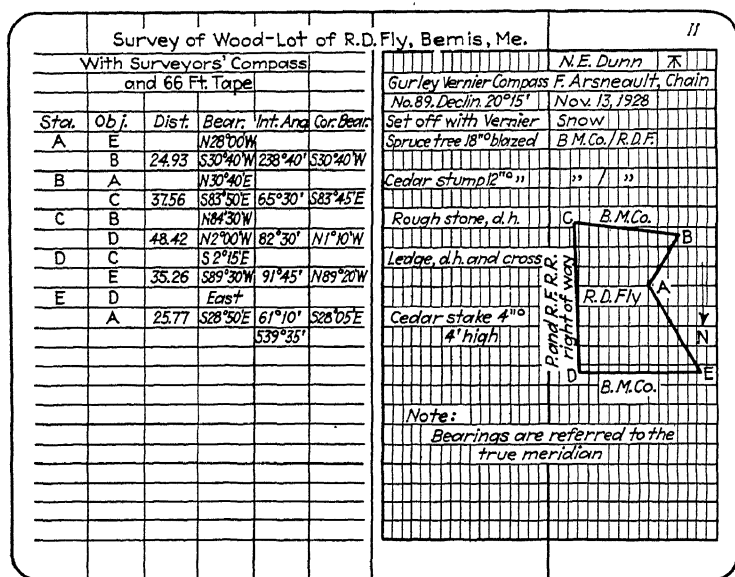 11
Survey of Wood-Lot of R.D.Fly, Bemis, Me.
With Surveyors' Compass
and 66 Ft. Tape
Sta. Obj. Dist. Bear. Int.Ang. Cor.Bear.
A E N28°00'W
B 24.93 S30°40'W 238°40' S30°40'W
B A N30°40'E
C 37.56 S83°50'E 65°30' S83°45'E
C B N84°30'W
D 48.42 N2°00'W 82°30' N1°10'W
D C S2°15'E
E 35.26 S89°30'W 91°45' N89°20'W
E D East
A 25.77 S28°50'E 61°10' S28°05'E
539°35'
N.E. Dunn
Gurley Vernier Compass F. Arsneault, Chain
No.89. Declin. 20°15' Nov. 13, 1928
Set off with Vernier Snow
Spruce tree 18"° blazed B.M.Co./R.D.F.
Cedar stump 12"° " " / "
Rough stone, d.h.
Ledge, d.h. and cross
Cedar stake 4"°
4' high
C B.M.Co. B
A
R.D.Fly
P. and R.F. R.R.
right of way
N
D E
B.M.Co.
Note:
Bearings are referred to the
true meridian